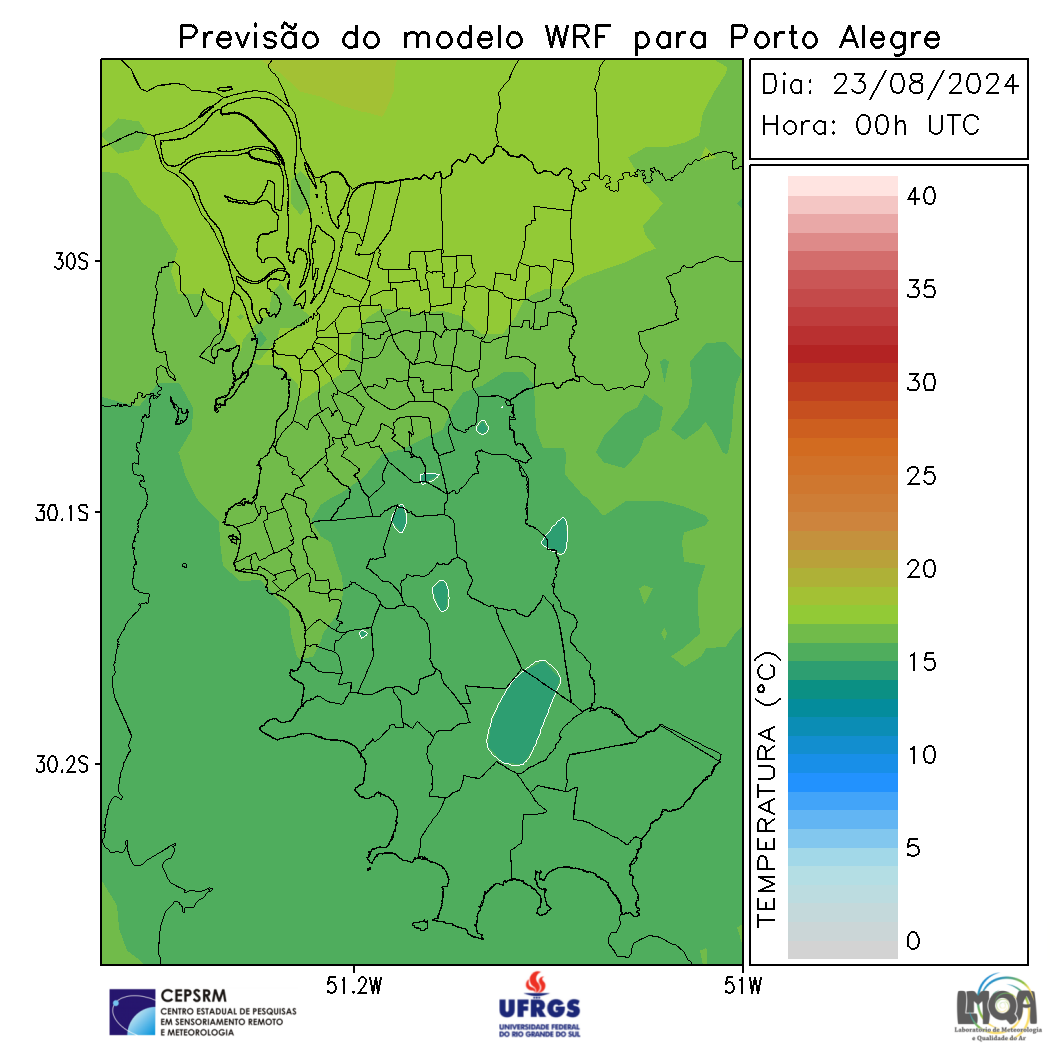 Previsão do modelo WRF para Porto Alegre
Dia: 23/08/2024
Hora: 00h UTC
40
35
30
25
20
15
10
5
0
TEMPERATURA (°C)
30S
30.1S
30.2S
51.2W
51W
CEPSRM
CENTRO ESTADUAL DE PESQUISAS
EM SENSORIAMENTO REMOTO
E METEOROLOGIA
UFRGS
UNIVERSIDADE FEDERAL
DO RIO GRANDE DO SUL
LMQA
Laboratório de Meteorologia
e Qualidade do Ar